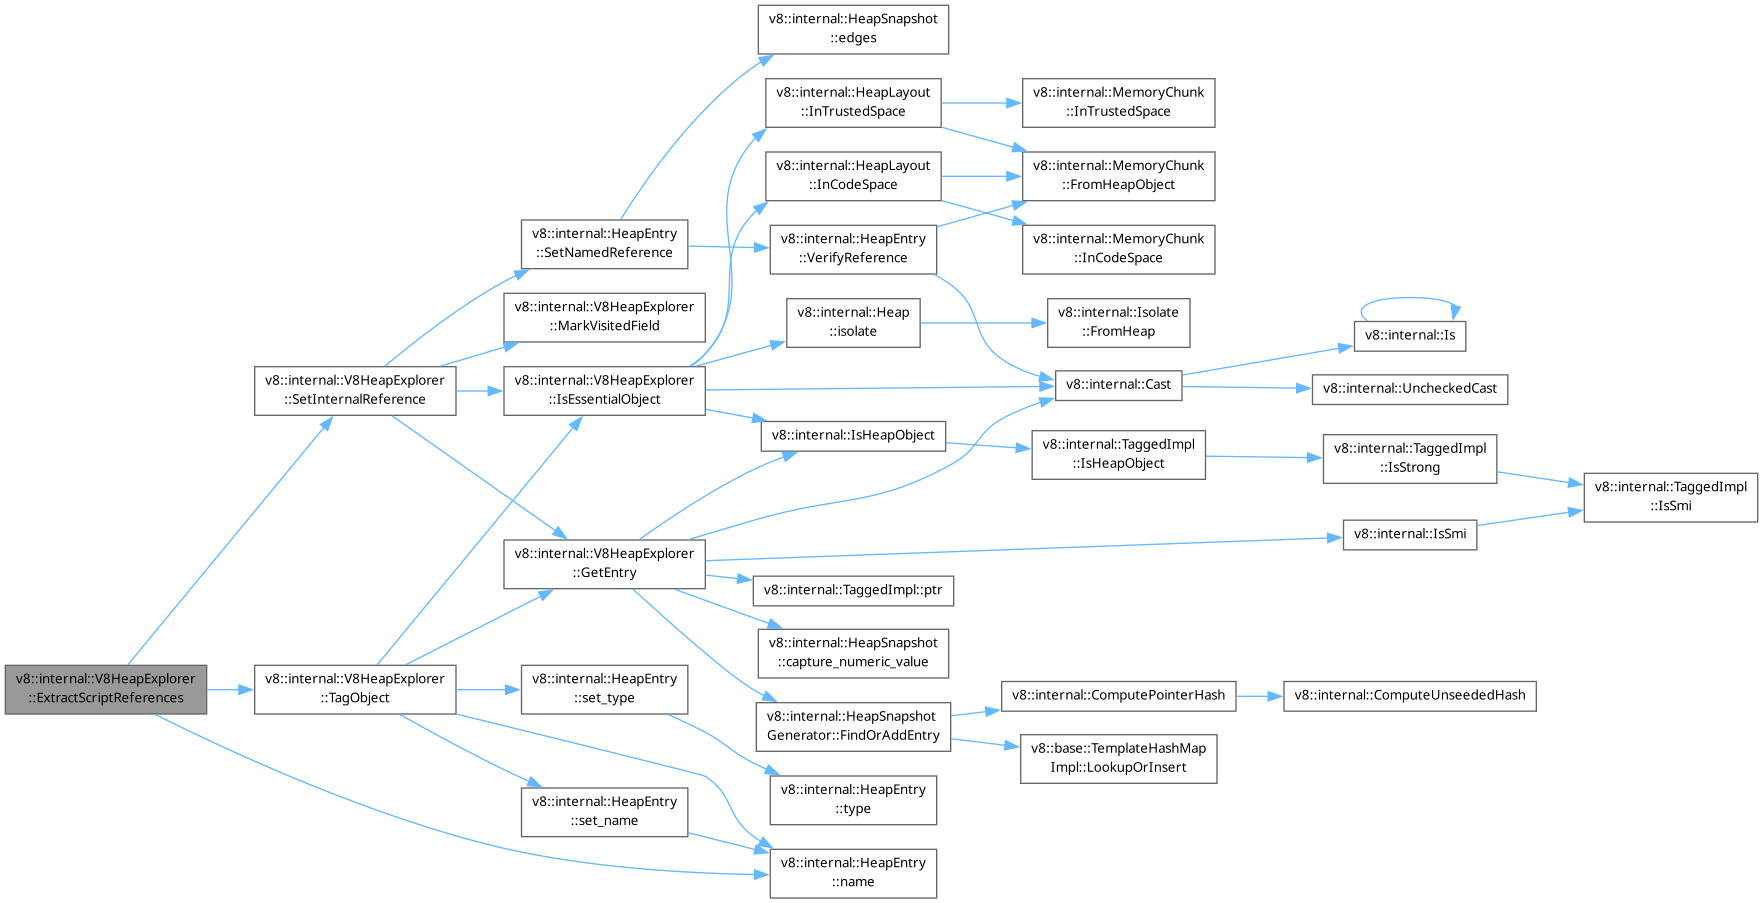 v8::internal::HeapSnapshot
::edges
v8::internal::HeapLayout
::InTrustedSpace
v8::internal::MemoryChunk
::InTrustedSpace
v8::internal::HeapLayout
::InCodeSpace
v8::internal::MemoryChunk
::FromHeapObject
v8::internal::HeapEntry
::SetNamedReference
v8::internal::HeapEntry
::VerifyReference
v8::internal::MemoryChunk
::InCodeSpace
v8::internal::V8HeapExplorer
::MarkVisitedField
v8::internal::Heap
::isolate
v8::internal::Isolate
::FromHeap
v8::internal::Is
v8::internal::V8HeapExplorer
::SetInternalReference
v8::internal::V8HeapExplorer
::IsEssentialObject
v8::internal::Cast
v8::internal::UncheckedCast
v8::internal::IsHeapObject
v8::internal::TaggedImpl
::IsHeapObject
v8::internal::TaggedImpl
::IsStrong
v8::internal::TaggedImpl
::IsSmi
v8::internal::IsSmi
v8::internal::V8HeapExplorer
::GetEntry
v8::internal::TaggedImpl::ptr
v8::internal::HeapSnapshot
::capture_numeric_value
v8::internal::V8HeapExplorer
::ExtractScriptReferences
v8::internal::V8HeapExplorer
::TagObject
v8::internal::HeapEntry
::set_type
v8::internal::HeapSnapshot
Generator::FindOrAddEntry
v8::internal::ComputePointerHash
v8::internal::ComputeUnseededHash
v8::base::TemplateHashMap
Impl::LookupOrInsert
v8::internal::HeapEntry
::type
v8::internal::HeapEntry
::set_name
v8::internal::HeapEntry
::name